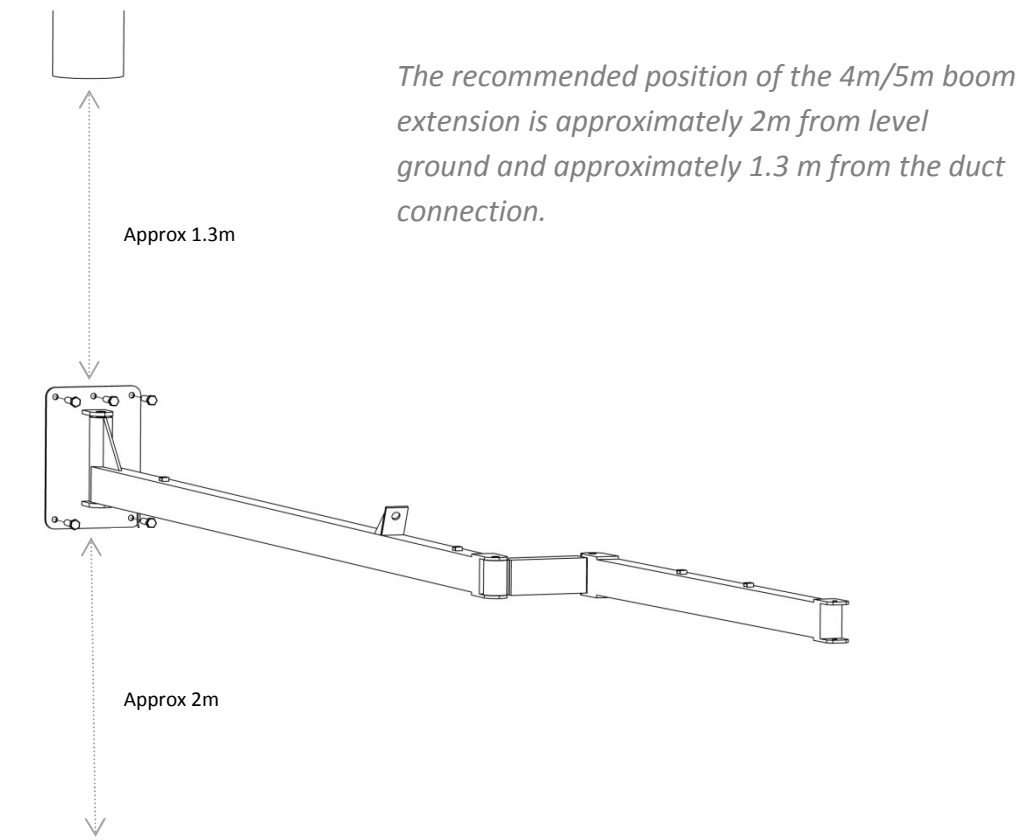 The recommended position of the 4m/5m boom
extension is approximately 2m from level
ground and approximately 1.3 m from the duct
connection.
Approx 1.3m
Approx 2m